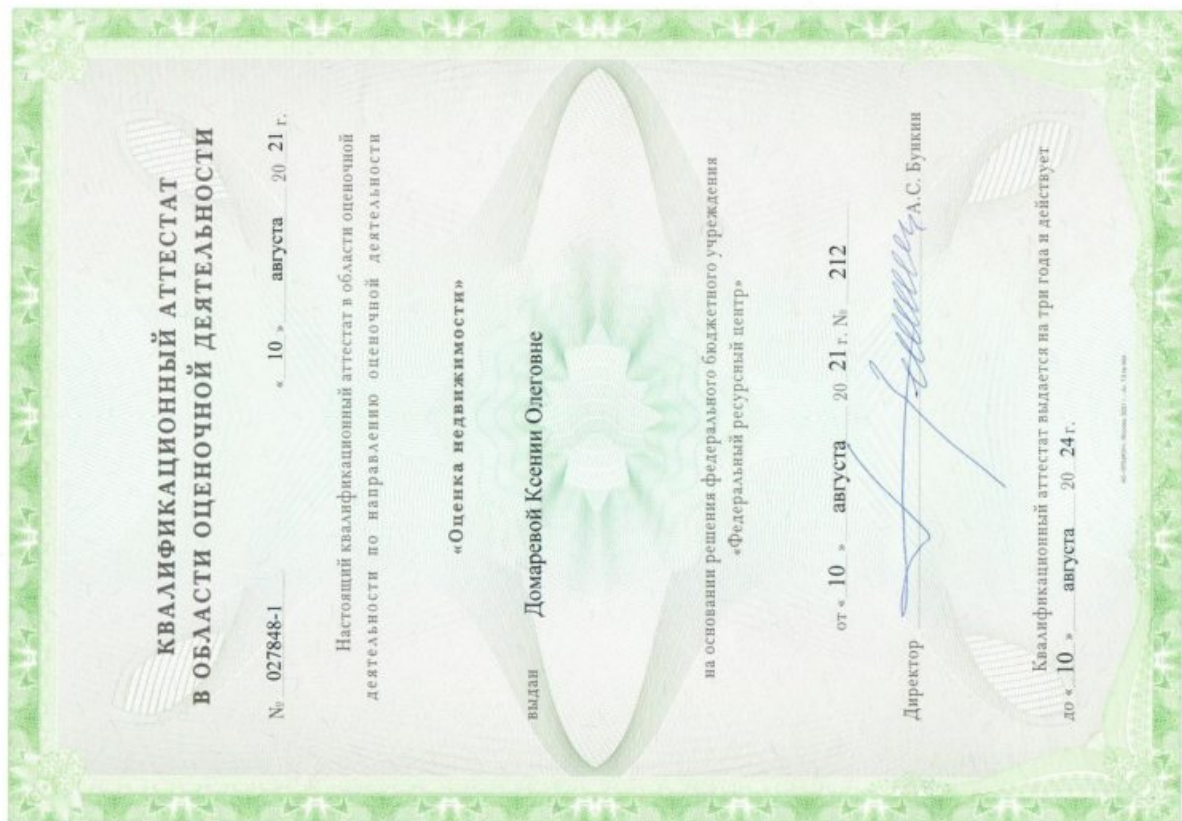 КВАЛИФИКАЦИОННЫЙ АТТЕСТАТ
В ОБЛАСТИ ОЦЕНОЧНОЙ ДЕЯТЕЛЬНОСТИ
№ 027848-1 « 10 » августа 20 21 г.
Настоящий квалификационный аттестат в области оценочной
деятельности по направлению оценочной деятельности
«Оценка недвижимости»
выдан Домаревой Ксении Олеговне
на основании решения федерального бюджетного учреждения
«Федеральный ресурсный центр»
от « 10 » августа 20 21 г. № 212
Директор А.С. Бункин
Квалификационный аттестат выдается на три года и действует
до « 10 » августа 20 24 г.